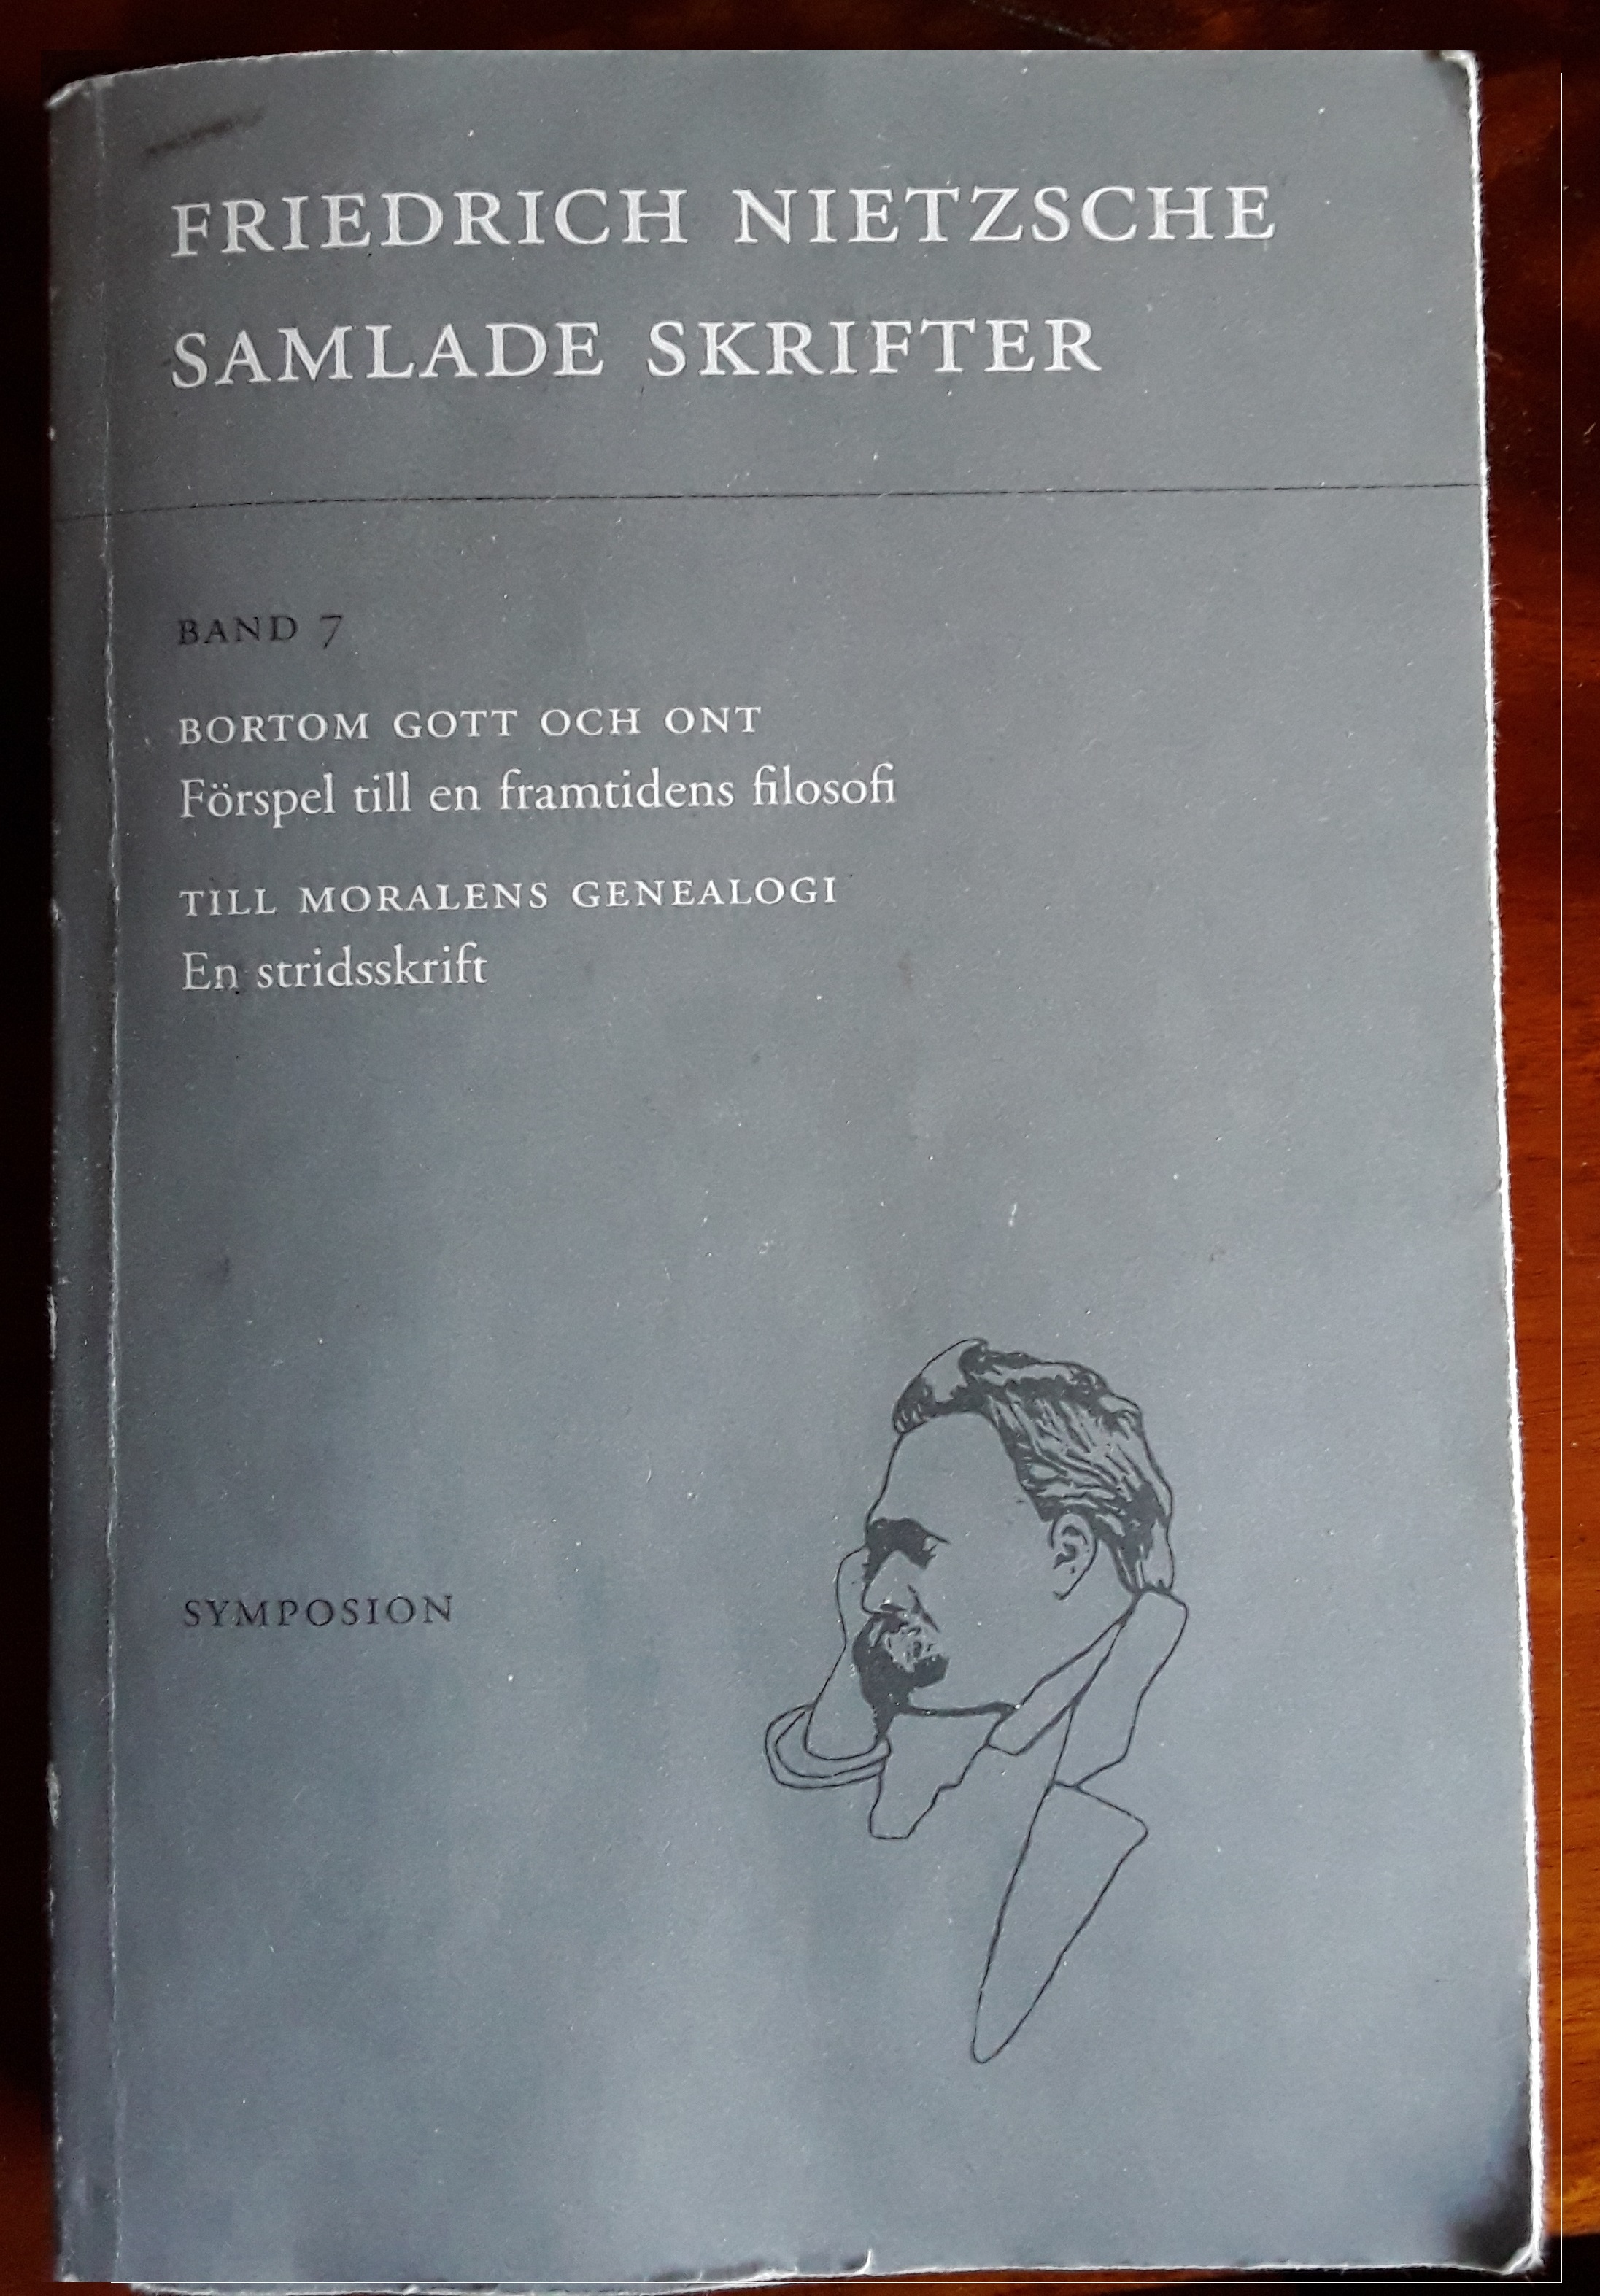 FRIEDRICH NIETZSCHE
SAMLADE SKRIFTER
BAND 7
BORTOM GOTT OCH ONT
Förspel till en framtidens filosofi
TILL MORALENS GENEALOGI
En stridsskrift
SYMPOSION